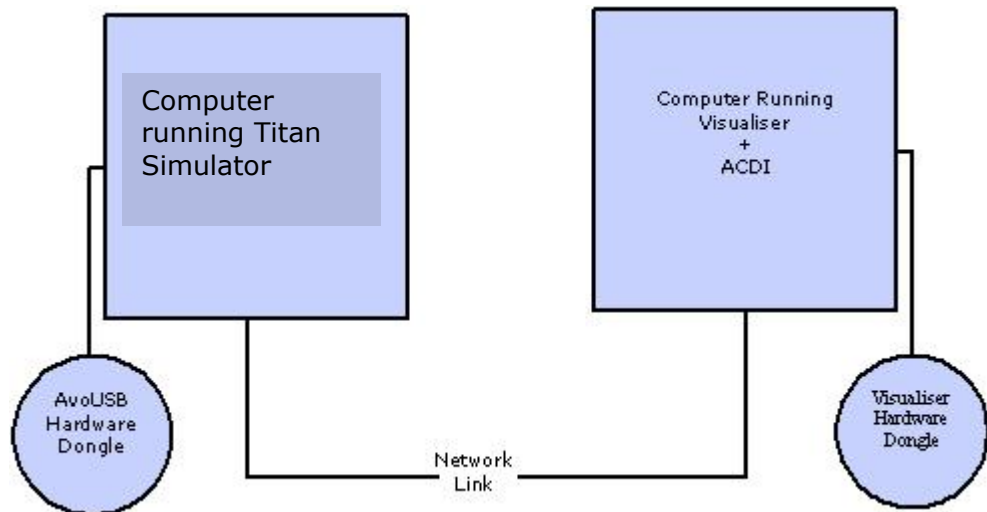 Computer
running Titan
Simulator
Computer Running
Visualiser
+
ACDI
AvoUSB
Hardware
Dongle
Visualiser
Hardware
Dongle
Network
Link